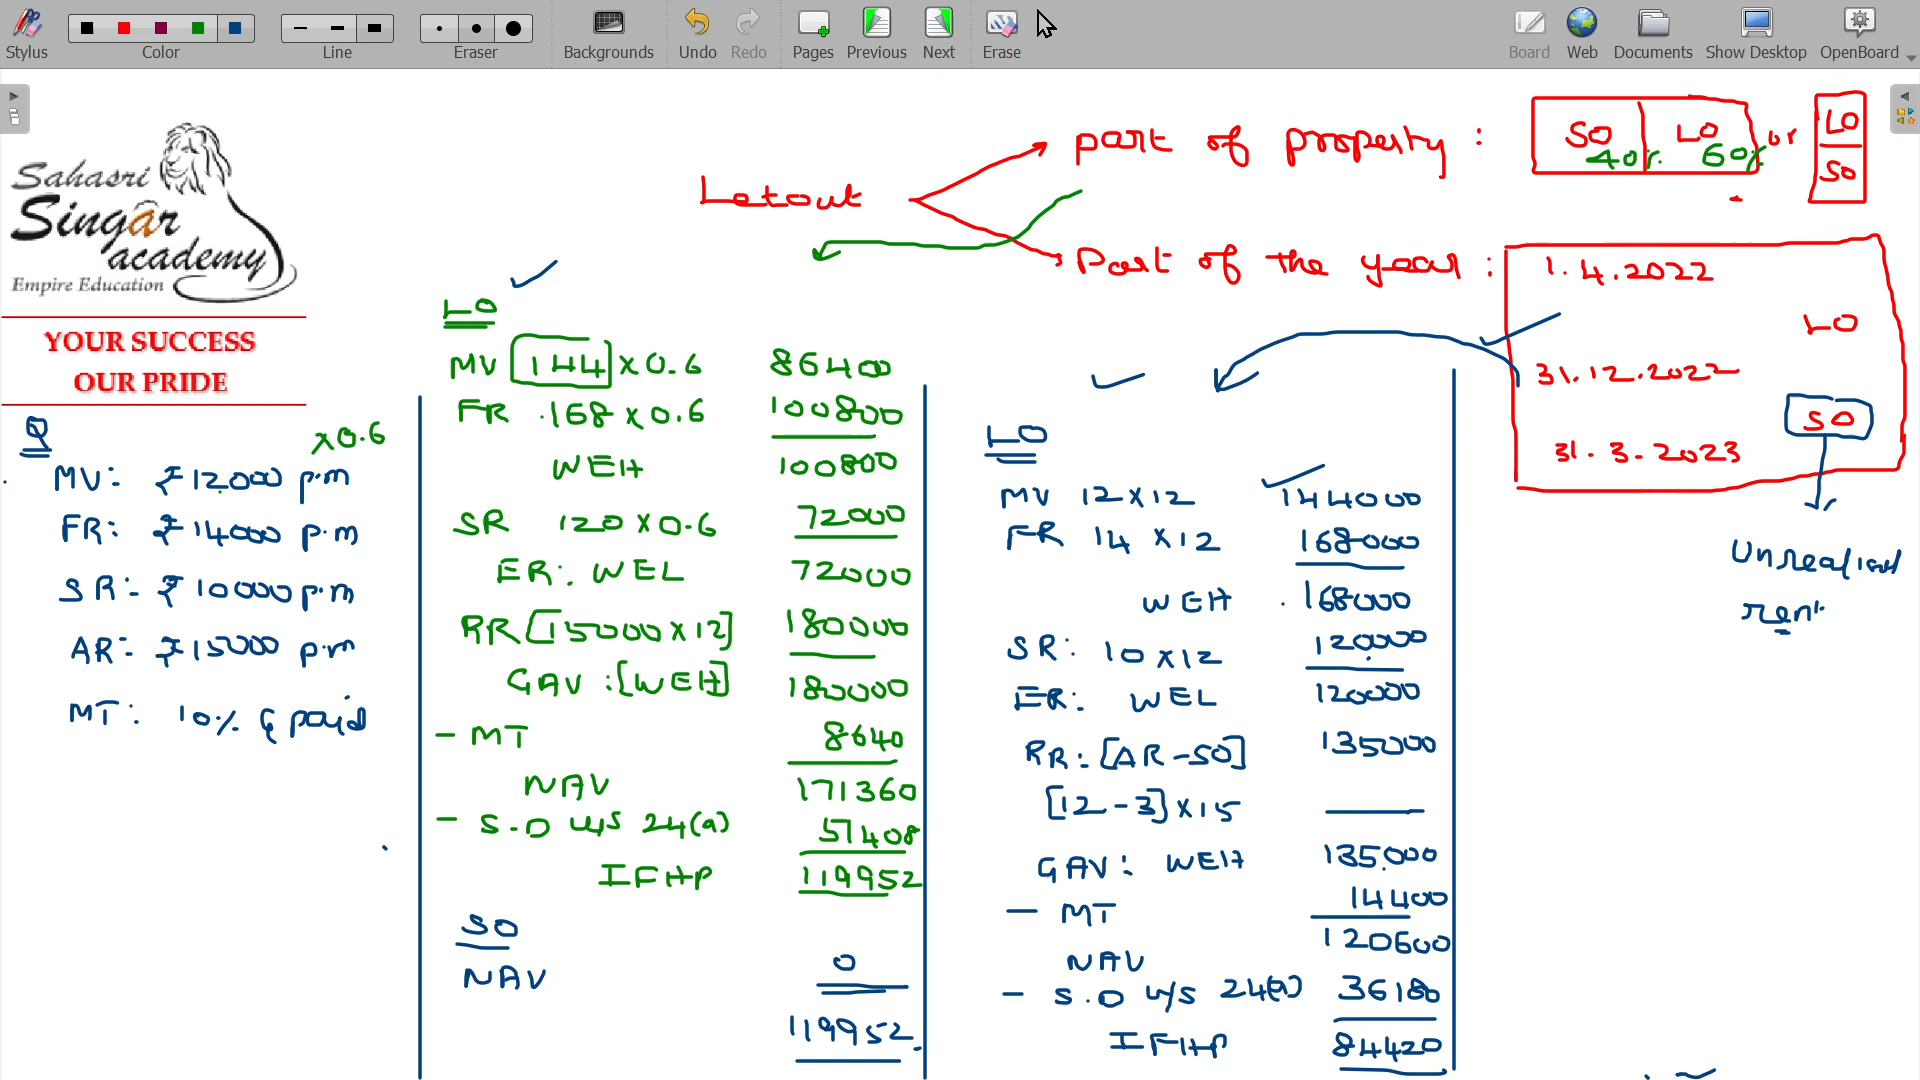 Stylus
Color
Line
Eraser
Backgrounds
Undo
Redo
Pages
Previous
Next
Erase
Board
Web
Documents
Show Desktop
OpenBoard
Sahasri
Singar
academy
Empire Education
YOUR SUCCESS
OUR PRIDE
Letout
part of property :
SO
LO
40%
60%
or
LO
SO
Part of the year :
1.4.2022
LO
31.12.2022
SO
31.3.2023
Unrealised
rent
Q
x0.6
MV: ₹12000 p.m
FR: ₹14000 p.m
SR: ₹10000 p.m
AR: ₹15000 p.m
MT: 10% & paid
LO
MV 144 x 0.6 86400
FR 168 x 0.6 100800
WEH 100800
SR 120 x 0.6 72000
ER: WEL 72000
RR [15000 x 12] 180000
GAV :[WEH] 180000
- MT 8640
NAV 171360
- S.D u/s 24(a) 51408
IFHP 119952
SO
NAV 0
119952
LO
MV 12 x 12 144000
FR 14 x 12 168000
WEH 168000
SR: 10 x 12 120000
ER: WEL 120000
RR: [AR - SO] 135000
[12 - 3] x 15
GAV: WEH 135000
- MT 14400
NAV 120600
- S.D u/s 24(a) 36180
IFHP 84420